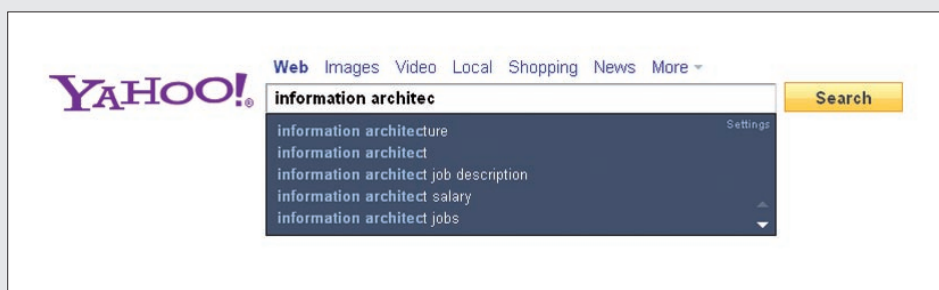 Web Images Video Local Shopping News More
YAHOO!®
information architec
Search
Settings
information architecture
information architect
information architect job description
information architect salary
information architect jobs